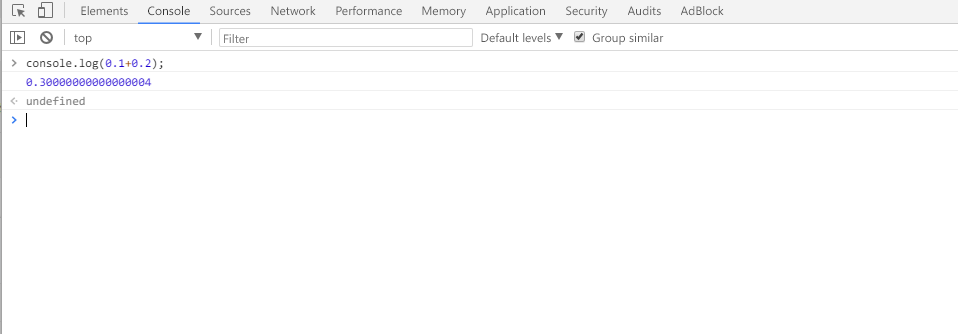 Elements Console Sources Network Performance Memory Application Security Audits AdBlock
top Filter Default levels Group similar
console.log(0.1+0.2);
0.30000000000000004
undefined